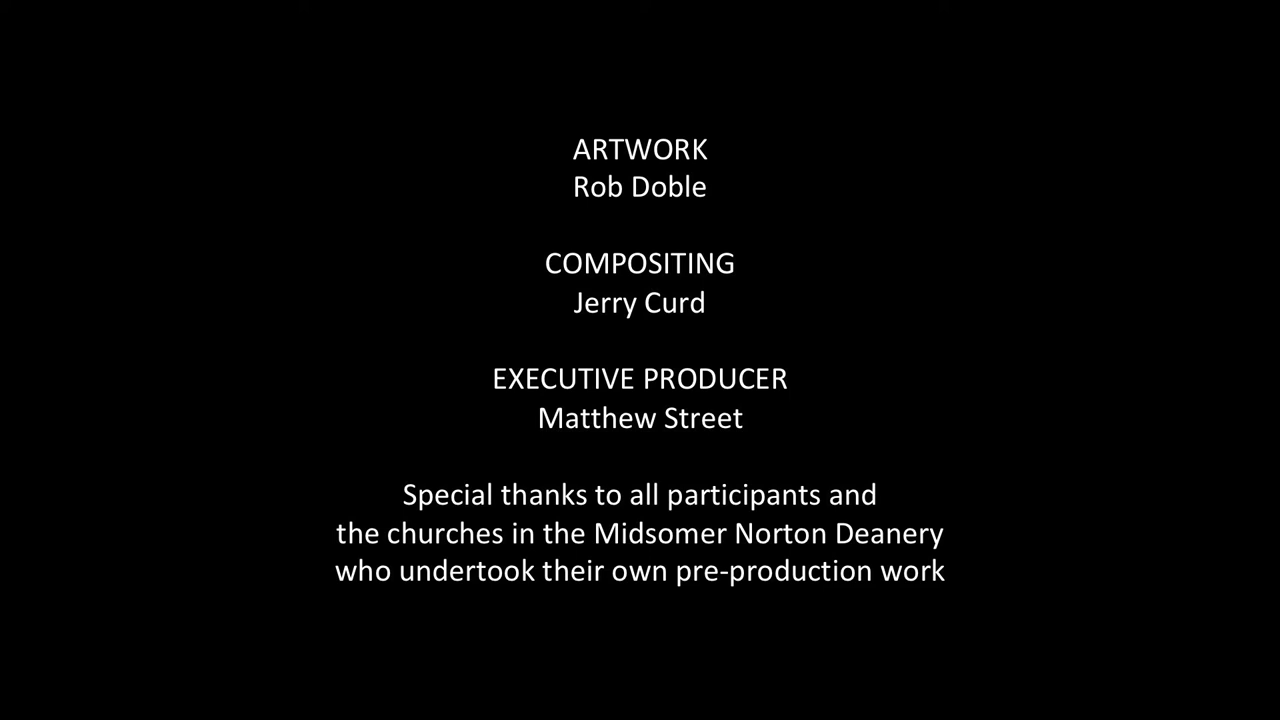 ARTWORK
Rob Doble
COMPOSITING
Jerry Curd
EXECUTIVE PRODUCER
Matthew Street
Special thanks to all participants and
the churches in the Midsomer Norton Deanery
who undertook their own pre-production work